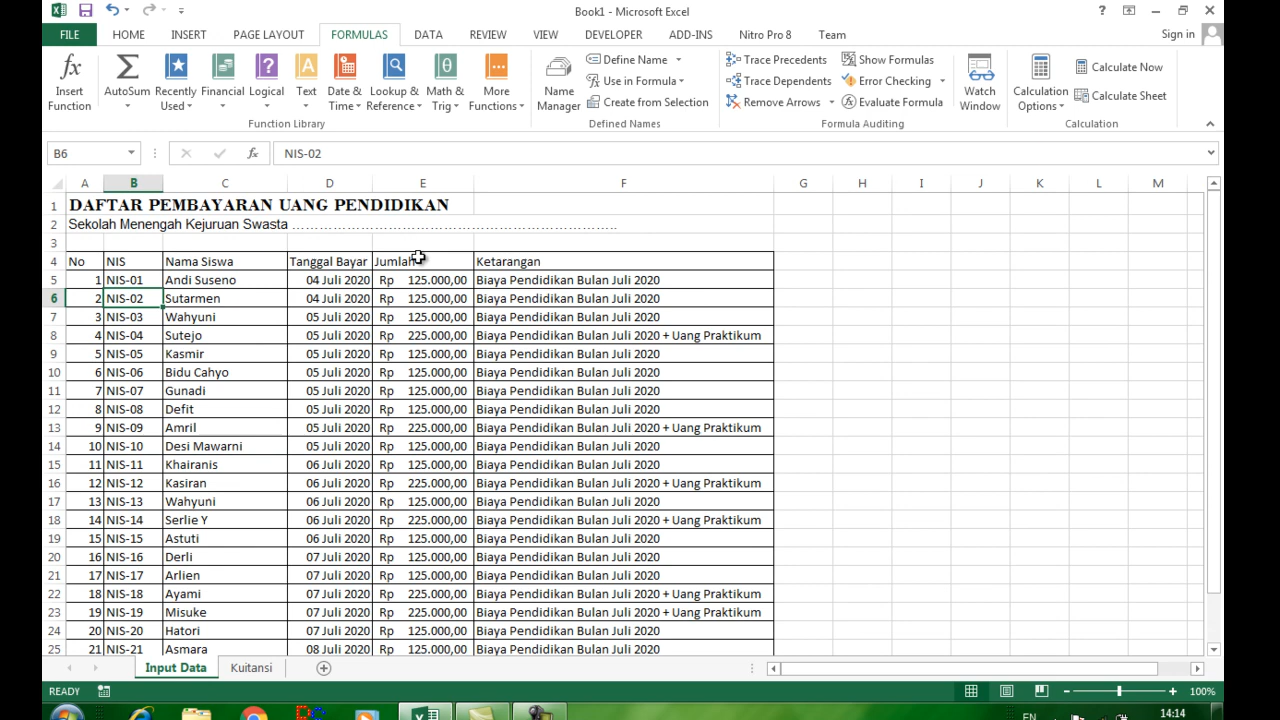 Book1 - Microsoft Excel
FILE HOME INSERT PAGE LAYOUT FORMULAS DATA REVIEW VIEW DEVELOPER ADD-INS Nitro Pro 8 Team Sign in
Insert Function
AutoSum
Recently Used
Financial
Logical
Text
Date & Time
Lookup & Reference
Math & Trig
More Functions
Function Library
Name Manager
Define Name
Use in Formula
Create from Selection
Defined Names
Trace Precedents
Trace Dependents
Remove Arrows
Show Formulas
Error Checking
Evaluate Formula
Formula Auditing
Watch Window
Calculation Options
Calculate Now
Calculate Sheet
Calculation
B6 fx NIS-02
A B C D E F G H I J K L M
1 DAFTAR PEMBAYARAN UANG PENDIDIKAN
2 Sekolah Menengah Kejuruan Swasta ……………………………………………………………..
3
4 No NIS Nama Siswa Tanggal Bayar Jumlah Ketarangan
5 1 NIS-01 Andi Suseno 04 Juli 2020 Rp 125.000,00 Biaya Pendidikan Bulan Juli 2020
6 2 NIS-02 Sutarmen 04 Juli 2020 Rp 125.000,00 Biaya Pendidikan Bulan Juli 2020
7 3 NIS-03 Wahyuni 05 Juli 2020 Rp 125.000,00 Biaya Pendidikan Bulan Juli 2020
8 4 NIS-04 Sutejo 05 Juli 2020 Rp 225.000,00 Biaya Pendidikan Bulan Juli 2020 + Uang Praktikum
9 5 NIS-05 Kasmir 05 Juli 2020 Rp 125.000,00 Biaya Pendidikan Bulan Juli 2020
10 6 NIS-06 Bidu Cahyo 05 Juli 2020 Rp 125.000,00 Biaya Pendidikan Bulan Juli 2020
11 7 NIS-07 Gunadi 05 Juli 2020 Rp 125.000,00 Biaya Pendidikan Bulan Juli 2020
12 8 NIS-08 Defit 05 Juli 2020 Rp 125.000,00 Biaya Pendidikan Bulan Juli 2020
13 9 NIS-09 Amril 05 Juli 2020 Rp 225.000,00 Biaya Pendidikan Bulan Juli 2020 + Uang Praktikum
14 10 NIS-10 Desi Mawarni 05 Juli 2020 Rp 125.000,00 Biaya Pendidikan Bulan Juli 2020
15 11 NIS-11 Khairanis 06 Juli 2020 Rp 125.000,00 Biaya Pendidikan Bulan Juli 2020
16 12 NIS-12 Kasiran 06 Juli 2020 Rp 225.000,00 Biaya Pendidikan Bulan Juli 2020 + Uang Praktikum
17 13 NIS-13 Wahyuni 06 Juli 2020 Rp 125.000,00 Biaya Pendidikan Bulan Juli 2020
18 14 NIS-14 Serlie Y 06 Juli 2020 Rp 225.000,00 Biaya Pendidikan Bulan Juli 2020 + Uang Praktikum
19 15 NIS-15 Astuti 06 Juli 2020 Rp 125.000,00 Biaya Pendidikan Bulan Juli 2020
20 16 NIS-16 Derli 07 Juli 2020 Rp 125.000,00 Biaya Pendidikan Bulan Juli 2020
21 17 NIS-17 Arlien 07 Juli 2020 Rp 125.000,00 Biaya Pendidikan Bulan Juli 2020
22 18 NIS-18 Ayami 07 Juli 2020 Rp 225.000,00 Biaya Pendidikan Bulan Juli 2020 + Uang Praktikum
23 19 NIS-19 Misuke 07 Juli 2020 Rp 225.000,00 Biaya Pendidikan Bulan Juli 2020 + Uang Praktikum
24 20 NIS-20 Hatori 07 Juli 2020 Rp 125.000,00 Biaya Pendidikan Bulan Juli 2020
25 21 NIS-21 Asmara 08 Juli 2020 Rp 125.000,00 Biaya Pendidikan Bulan Juli 2020
Input Data Kuitansi
READY 100%
EN 14:14